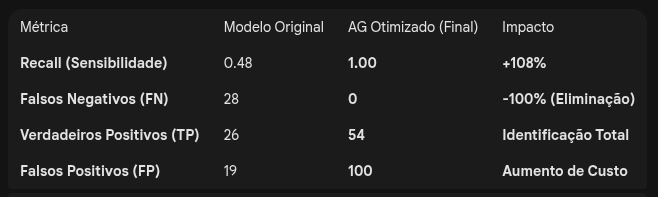 Métrica Modelo Original AG Otimizado (Final) Impacto
Recall (Sensibilidade) 0.48 1.00 +108%
Falsos Negativos (FN) 28 0 -100% (Eliminação)
Verdadeiros Positivos (TP) 26 54 Identificação Total
Falsos Positivos (FP) 19 100 Aumento de Custo